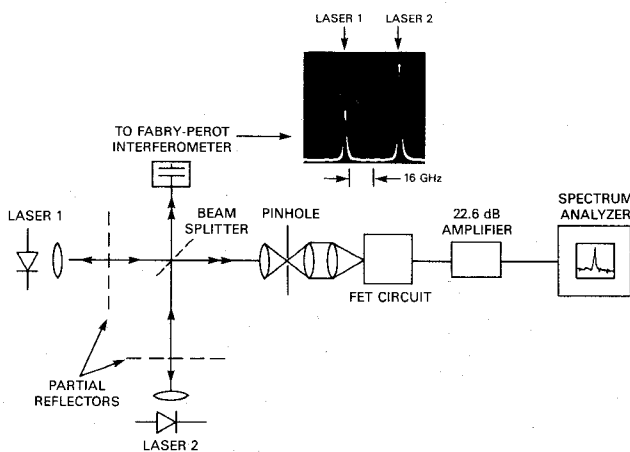 LASER 1
LASER 2
TO FABRY-PEROT
INTERFEROMETER
16 GHz
LASER 1
BEAM
SPLITTER
PINHOLE
22.6 dB
AMPLIFIER
SPECTRUM
ANALYZER
FET CIRCUIT
PARTIAL
REFLECTORS
LASER 2